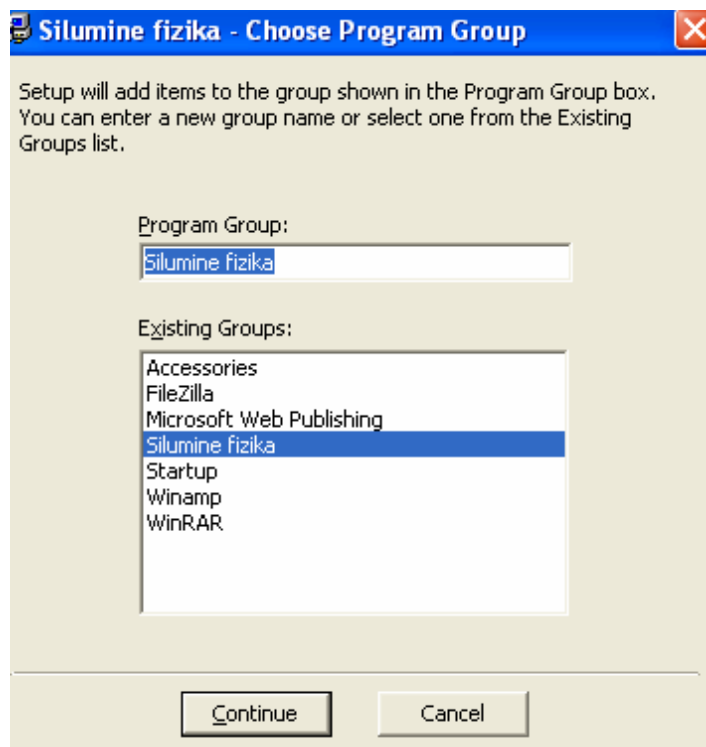 Silumine fizika - Choose Program Group
Setup will add items to the group shown in the Program Group box.
You can enter a new group name or select one from the Existing
Groups list.
Program Group:
Silumine fizika
Existing Groups:
Accessories
FileZilla
Microsoft Web Publishing
Silumine fizika
Startup
Winamp
WinRAR
Continue
Cancel